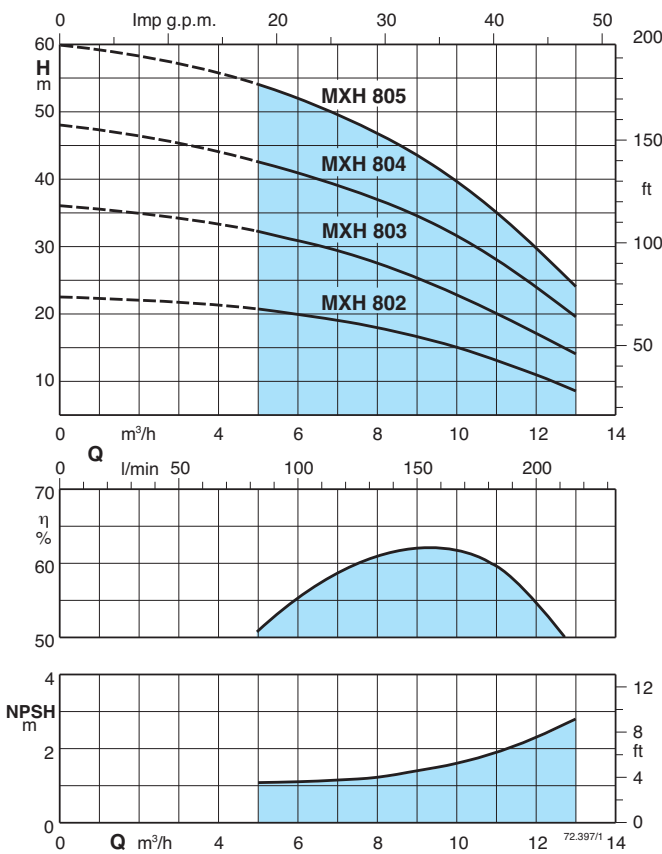 0 Imp g.p.m. 20 30 40 50
60 200
H
m
MXH 805
50
150
MXH 804
40
ft
MXH 803
30 100
MXH 802
20
50
10
0 m³/h 4 6 8 10 12 14
Q
0 l/min 50 100 150 200
70
η
%
60
50
4
12
NPSH
m
8
2 ft
4
0 0
72.397/1
0 Q m³/h 4 6 8 10 12 14